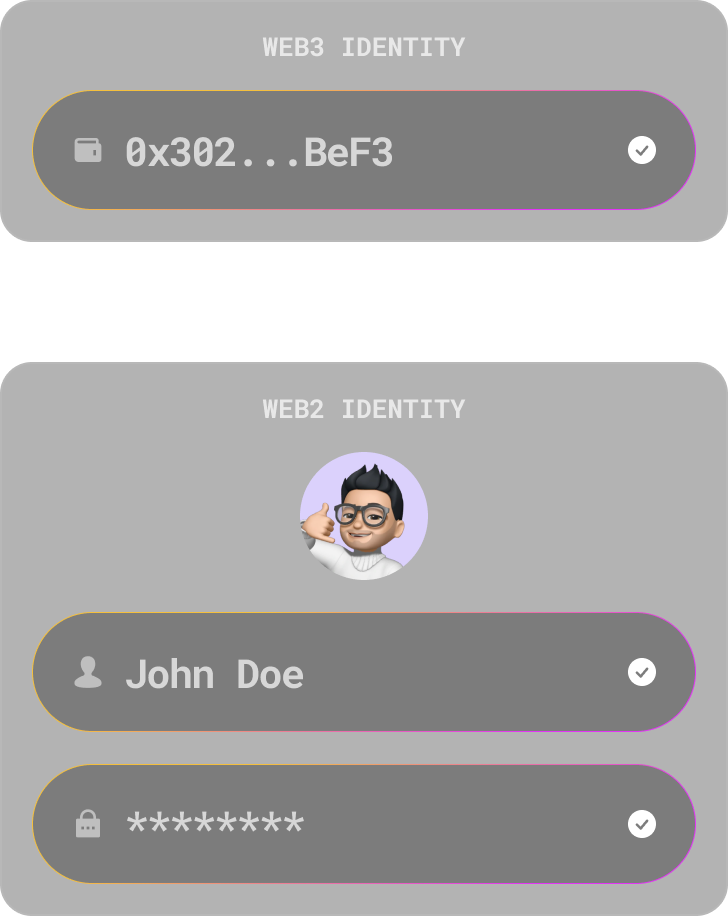 WEB3 IDENTITY
0x302...BeF3
WEB2 IDENTITY
John Doe
********